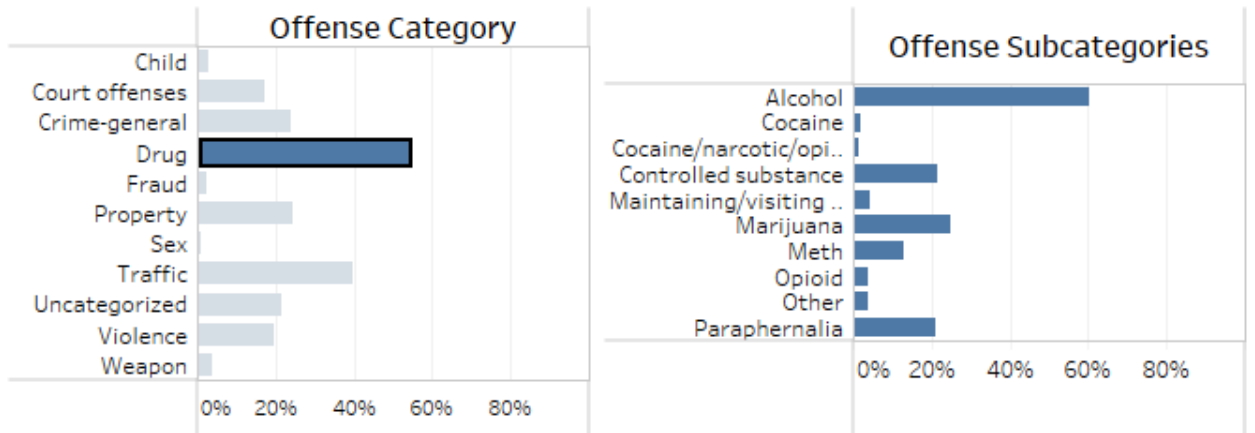 Offense Category
Child
Court offenses
Crime-general
Drug
Fraud
Property
Sex
Traffic
Uncategorized
Violence
Weapon
0% 20% 40% 60% 80%
Offense Subcategories
Alcohol
Cocaine
Cocaine/narcotic/opi..
Controlled substance
Maintaining/visiting ..
Marijuana
Meth
Opioid
Other
Paraphernalia
0% 20% 40% 60% 80%